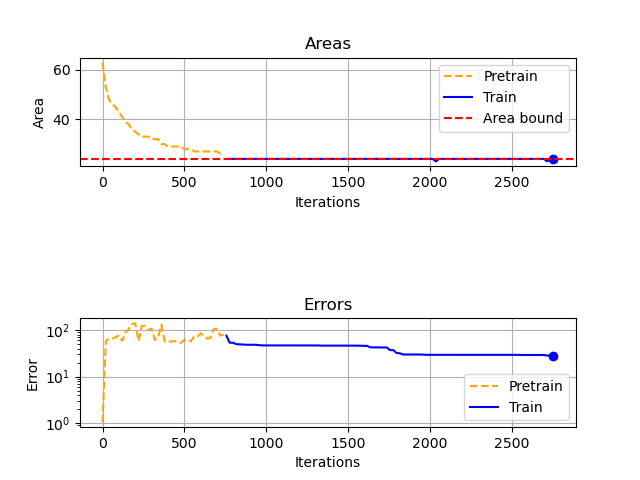 Areas
Area
60
40
Pretrain
Train
Area bound
0
500
1000
1500
2000
2500
Iterations
Errors
Error
10²
10¹
10⁰
Pretrain
Train
0
500
1000
1500
2000
2500
Iterations